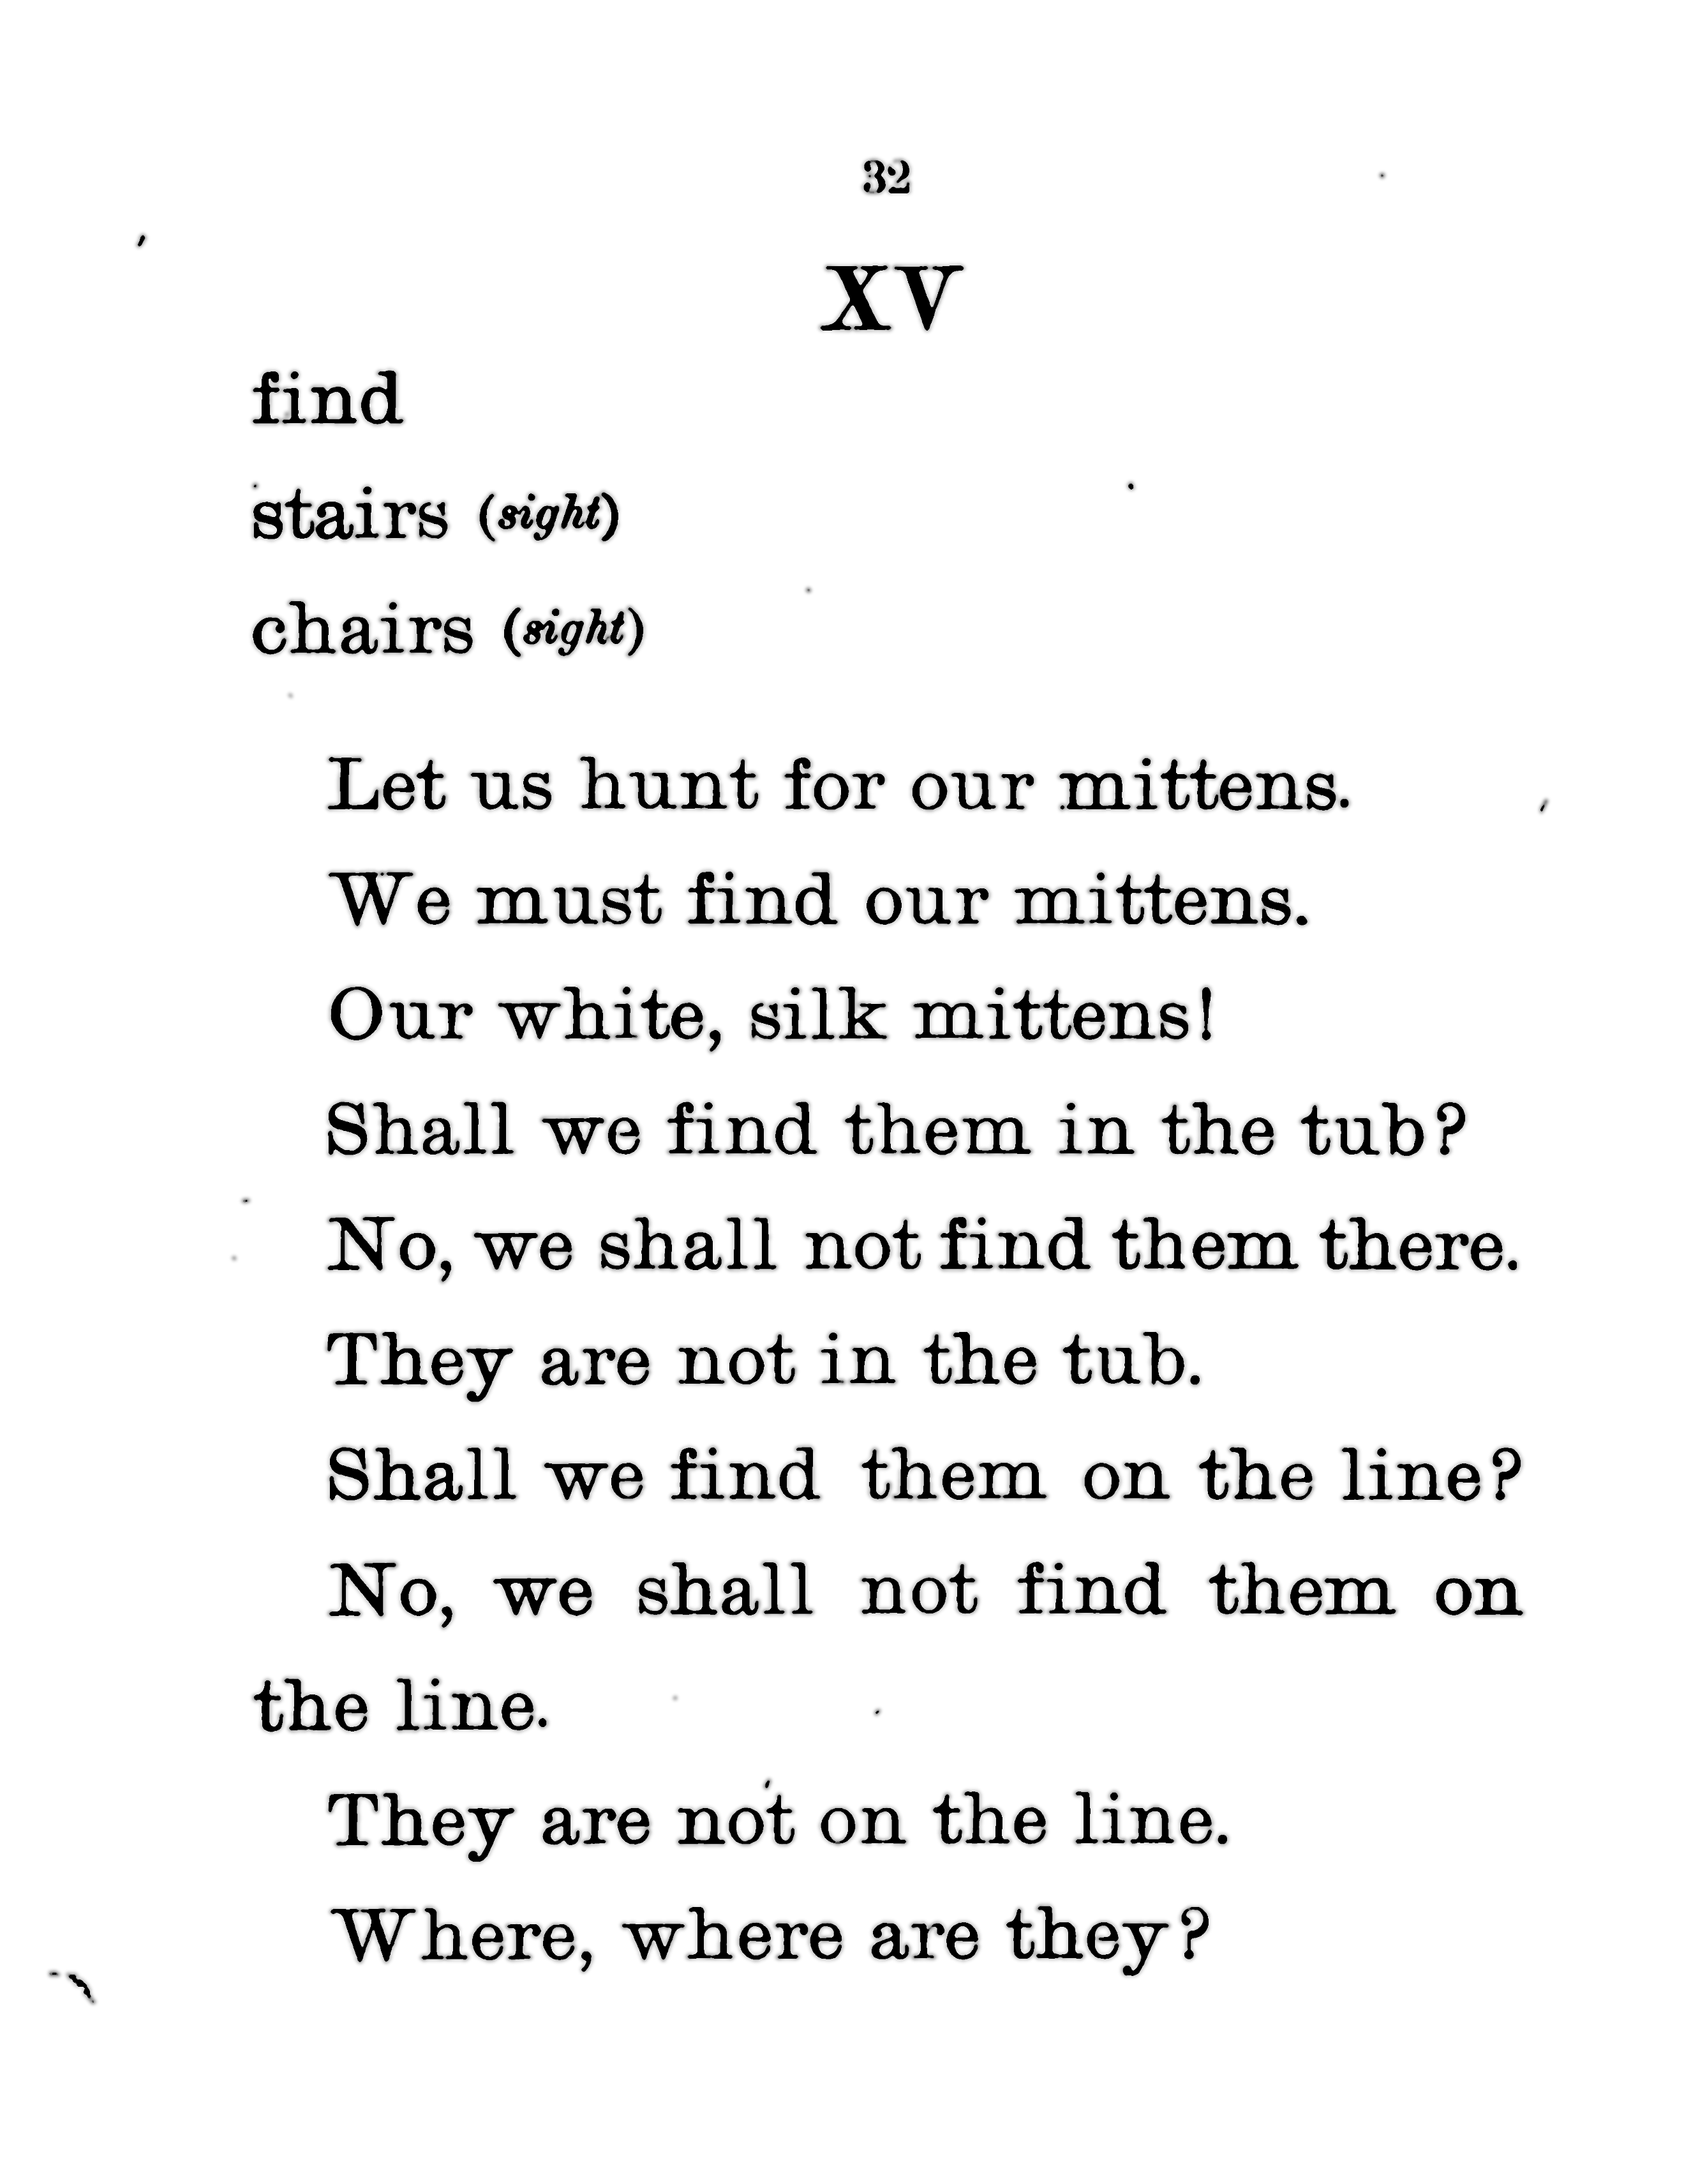 32
XV
find
stairs (sight)
chairs (sight)
Let us hunt for our mittens.
We must find our mittens.
Our white, silk mittens!
Shall we find them in the tub?
No, we shall not find them there.
They are not in the tub.
Shall we find them on the line?
No, we shall not find them on
the line.
They are not on the line.
Where, where are they?